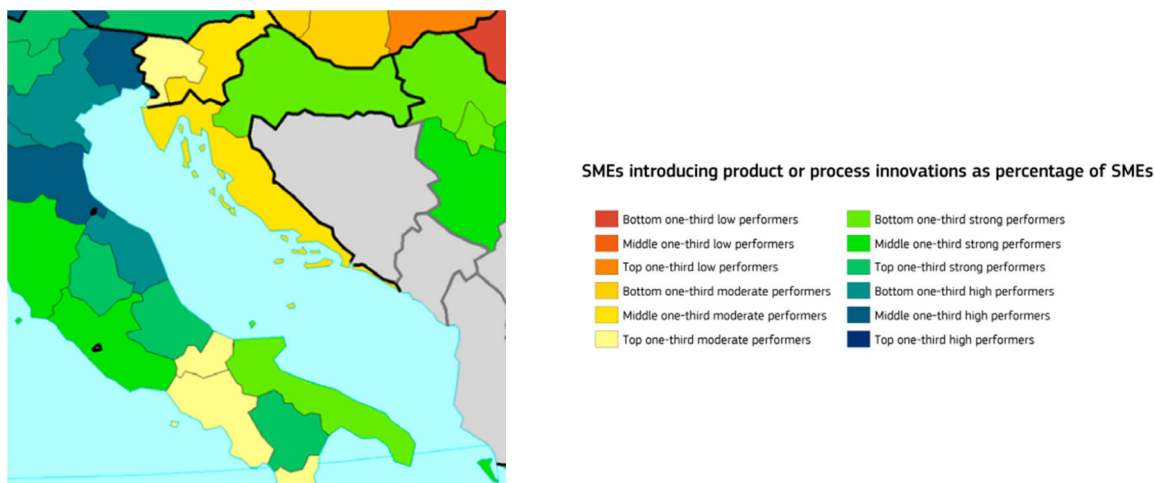 SMEs introducing product or process innovations as percentage of SMEs
Bottom one-third low performers
Middle one-third low performers
Top one-third low performers
Bottom one-third moderate performers
Middle one-third moderate performers
Top one-third moderate performers
Bottom one-third strong performers
Middle one-third strong performers
Top one-third strong performers
Bottom one-third high performers
Middle one-third high performers
Top one-third high performers